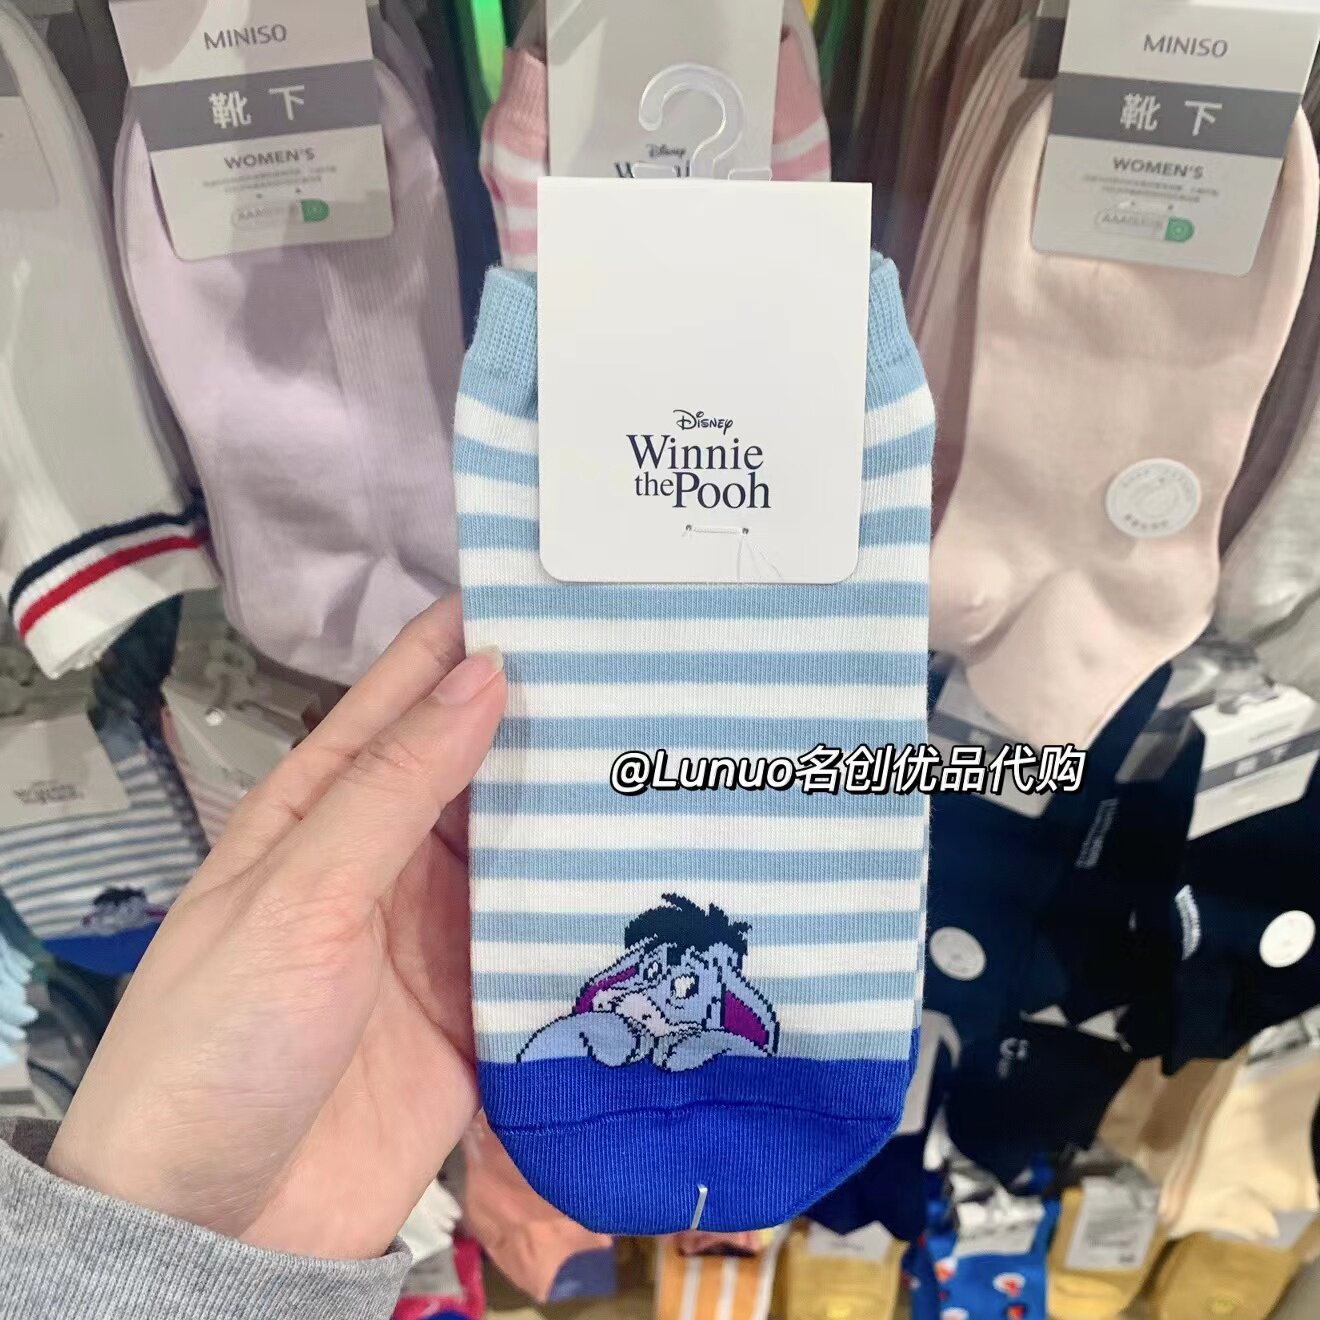 MINISO
靴下
WOMEN'S
MINISO
靴下
WOMEN'S
Disney
Disney
Winnie
the Pooh
@Lunuo名创优品代购